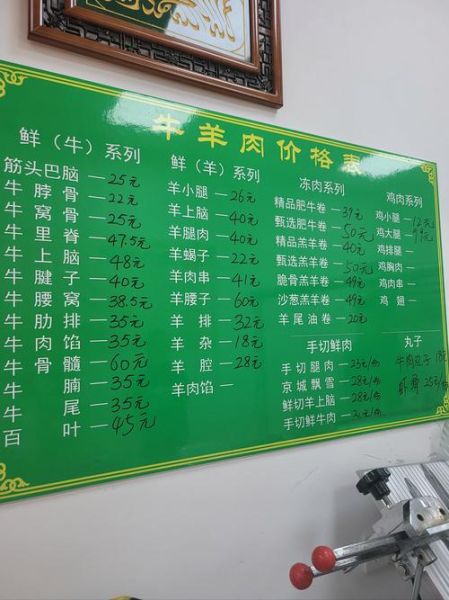 牛羊肉价格表
鲜（牛）系列
筋头巴脑 — 25元
牛脖骨 — 22元
牛窝骨 — 25元
牛里脊 — 47.5元
牛上脑 — 48元
牛腱子 — 40元
牛腰窝 — 38.5元
牛肋排 — 35元
牛肉馅 — 35元
牛骨髓 — 60元
牛腩 — 35元
牛尾 — 35元
百叶 — 45元
鲜（羊）系列
羊小腿 — 26元
羊上脑 — 40元
羊腿肉 — 40元
羊蝎子 — 22元
羊肉串 — 41元
羊腰子 — 60元
羊排 — 32元
羊杂 — 18元
羊腔 — 28元
羊肉馅 —
冻肉系列
精品肥牛卷 — 39元
甄选肥牛卷 — 50元
精品羔羊卷 — 40元
甄选羔羊卷 — 50元
脆骨羔羊卷 — 49元
沙葱羔羊卷 — 49元
羊尾油卷 — 20元
手切鲜肉
手切腿肉 — 23元/份
京城飘雪 — 28元/份
鲜切羊上脑 — 28元/份
手切鲜牛肉 —
鸡肉系列
鸡小腿 —
鸡大腿 —
鸡排腿 —
鸡胸肉 —
鸡肉串 —
鸡翅 —
丸子
牛肉丸子
25元/份